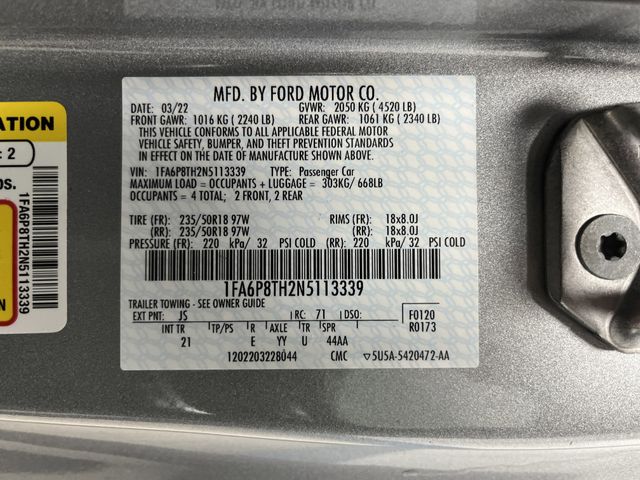 MFD. BY FORD MOTOR CO.
03/22 GVWR: 2050 KG ( 4520 LB)
FRONT GAWR: 1016 KG ( 2240 LB) REAR GAWR: 1061 KG ( 2340 LB)
THIS VEHICLE CONFORMS TO ALL APPLICABLE FEDERAL MOTOR
VEHICLE SAFETY, BUMPER, AND THEFT PREVENTION STANDARDS IN
EFFECT ON THE DATE OF MANUFACTURE SHOWN ABOVE.
VIN: 1FA6P8TH2N5113339 TYPE: Passenger Car
MAXIMUM LOAD = OCCUPANTS + LUGGAGE = 303KG/ 668LB
OCCUPANTS = 4 TOTAL; 2 FRONT, 2 REAR
TIRE (FR): 235/50R18 97W RIMS (FR): 18x8.0J
(RR): 235/50R18 97W (RR): 18x8.0J
PRESSURE (FR): 220 kPa/ 32 PSI COLD (RR): 220 kPa/ 32 PSI COLD
1FA6P8TH2N5113339
TRAILER TOWING - SEE OWNER GUIDE
EXT PNT: JS RC: 71 DSO: F0120
INT TR TP/PS R AXLE TR SPR R0173
21 E YY U 44AA
1202203228044 CMC 5U5A-5420472-AA
ATION
: 2
os.
1FA6P8TH2N5113339